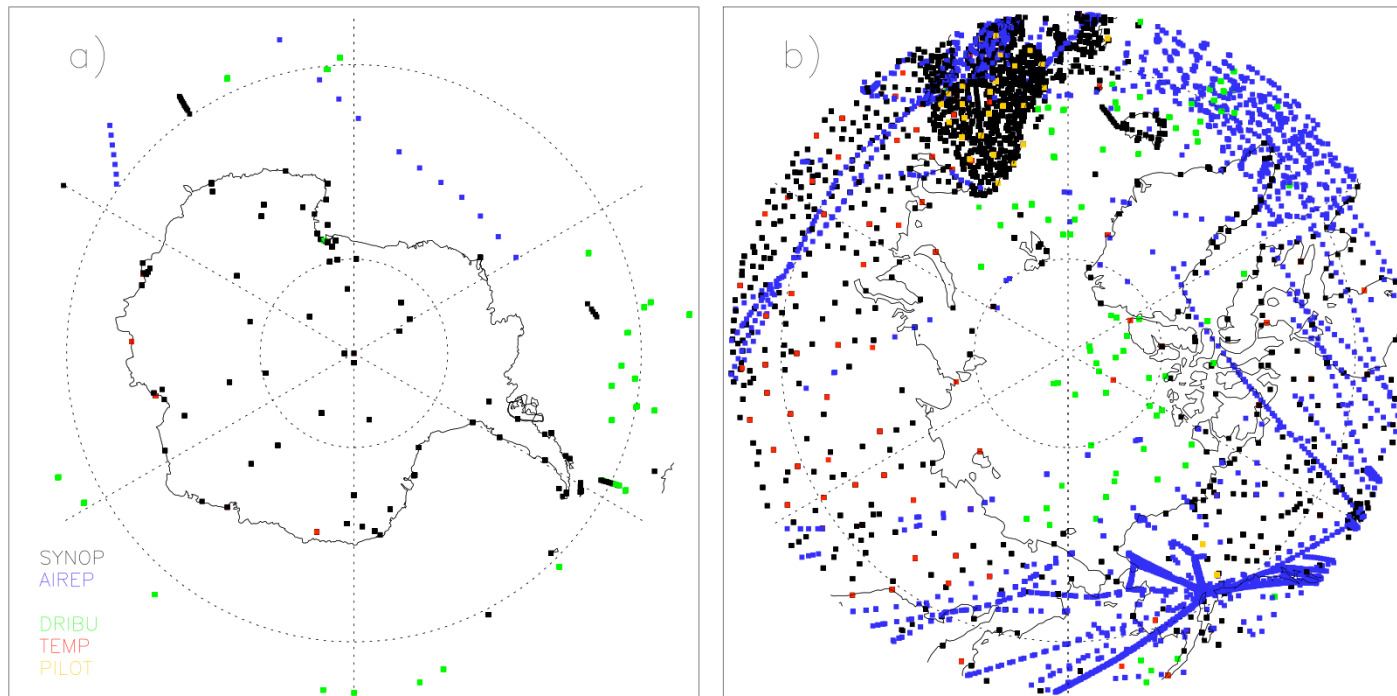 a)
b)
SYNOP
AIREP
DRIBU
TEMP
PILOT